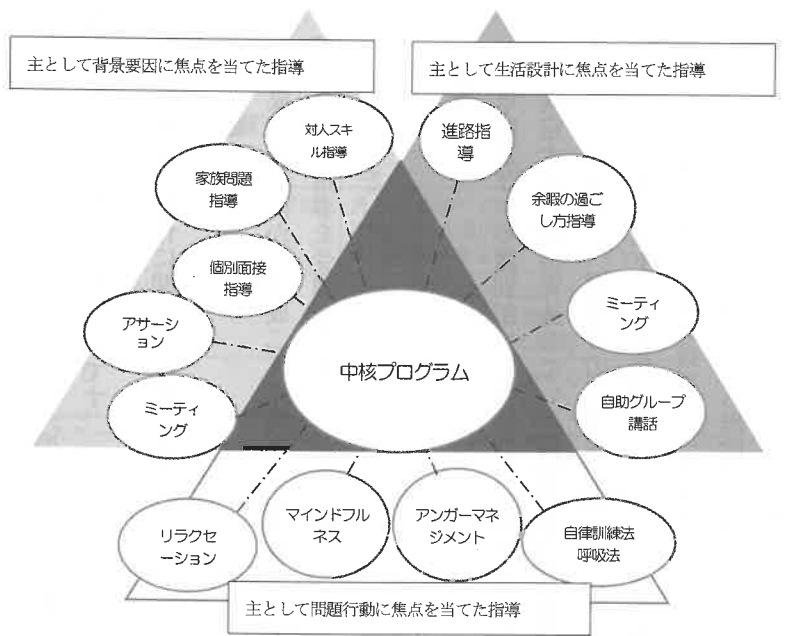 主として背景要因に焦点を当てた指導
主として生活設計に焦点を当てた指導
対人スキ
ル指導
進路指
導
家族問題
指導
余暇の過ご
し方指導
個別面接
指導
アサーシ
ョン
ミーティ
ング
中核プログラム
ミーティ
ング
自助グループ
講話
リラクセ
ーション
マインドフル
ネス
アンガーマネ
ジメント
自律訓練法
呼吸法
主として問題行動に焦点を当てた指導